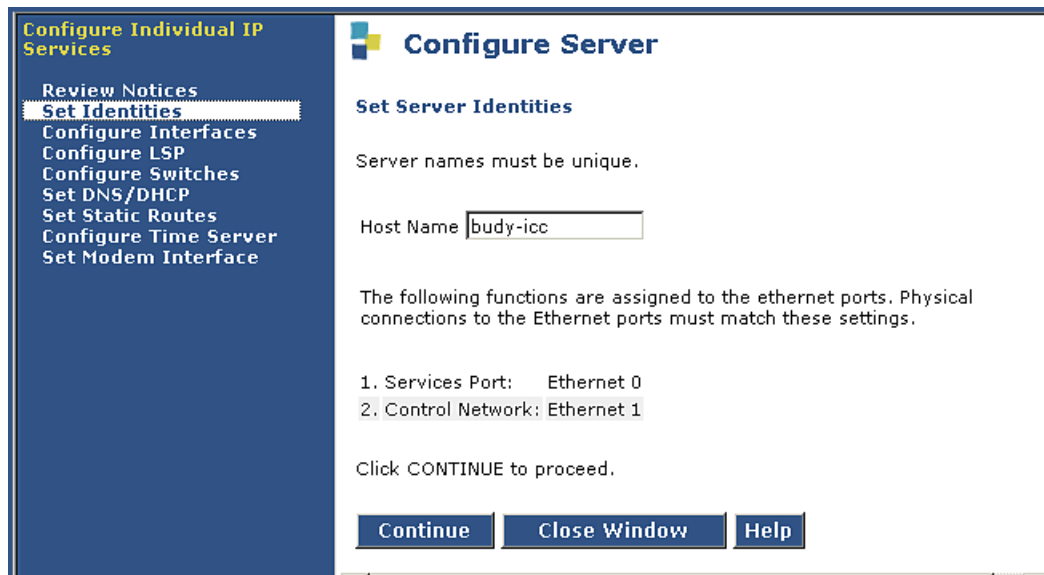 Configure Individual IP
Services
Review Notices
Set Identities
Configure Interfaces
Configure LSP
Configure Switches
Set DNS/DHCP
Set Static Routes
Configure Time Server
Set Modem Interface
Configure Server
Set Server Identities
Server names must be unique.
Host Name budy-icc
The following functions are assigned to the ethernet ports. Physical
connections to the Ethernet ports must match these settings.
1. Services Port: Ethernet 0
2. Control Network: Ethernet 1
Click CONTINUE to proceed.
Continue Close Window Help